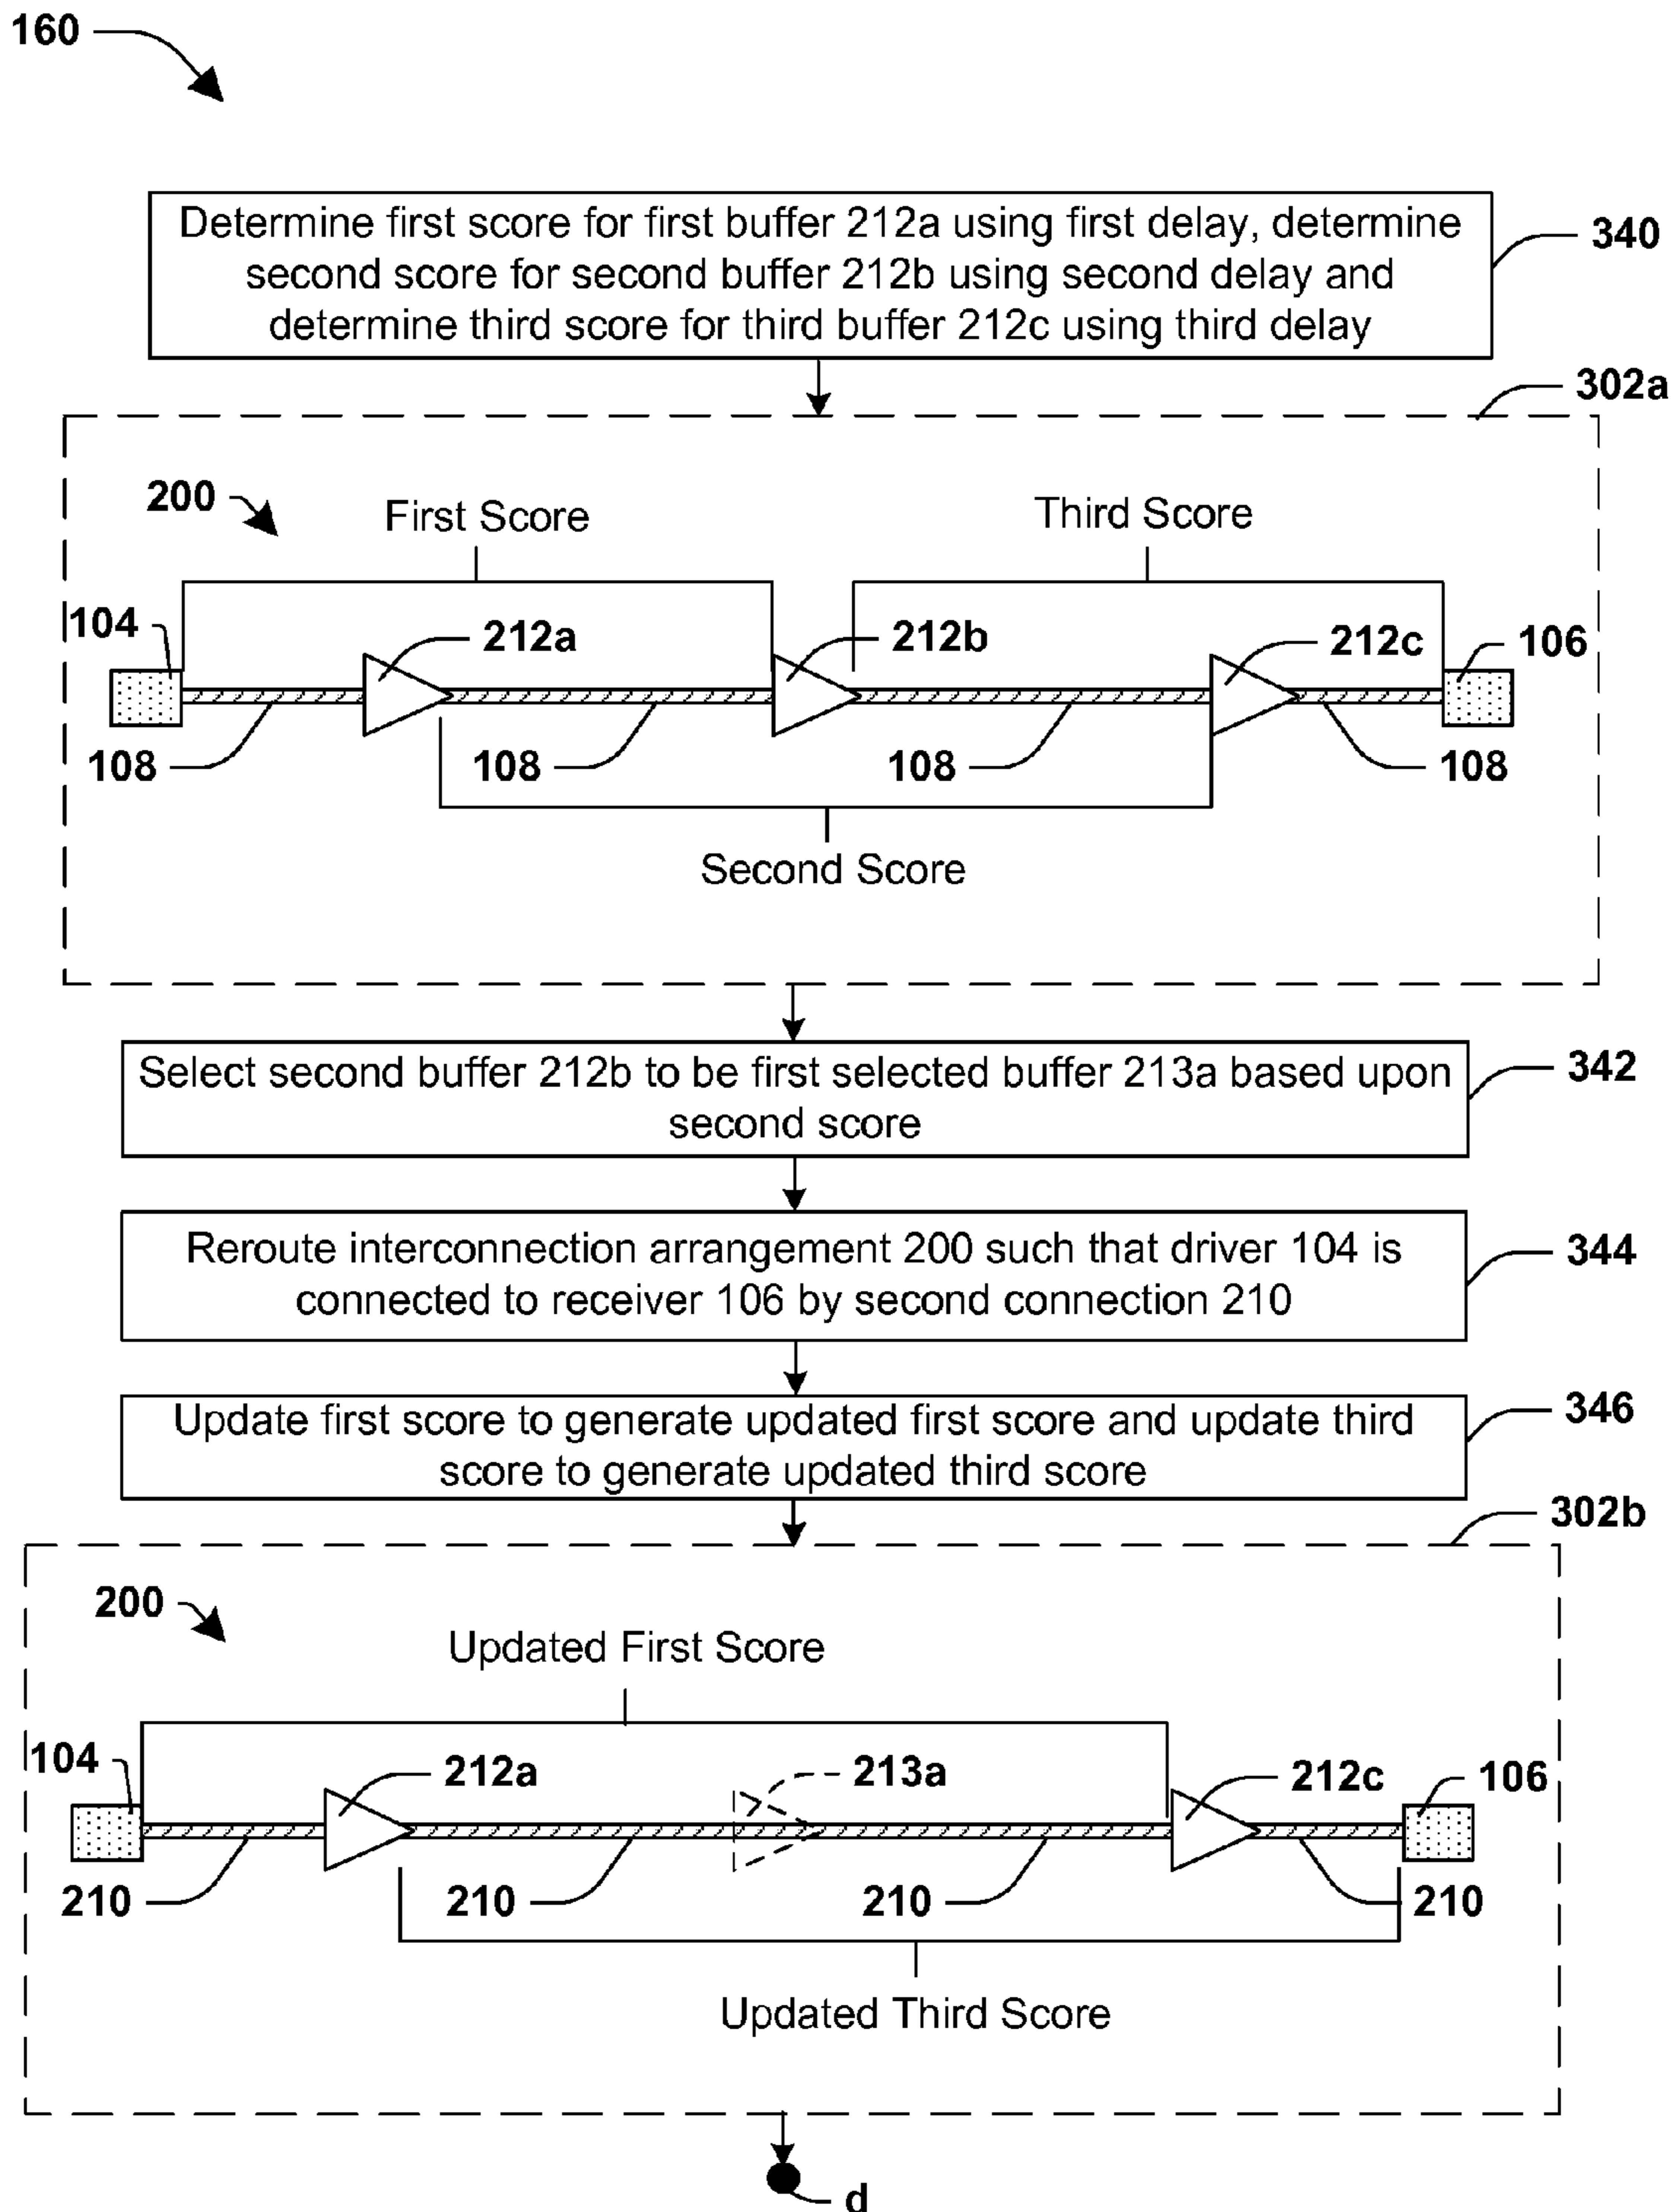 160
Determine first score for first buffer 212a using first delay, determine
second score for second buffer 212b using second delay and
determine third score for third buffer 212c using third delay
340
302a
200
First Score
Third Score
104
212a
212b
212c
106
108
108
108
108
Second Score
Select second buffer 212b to be first selected buffer 213a based upon
second score
342
Reroute interconnection arrangement 200 such that driver 104 is
connected to receiver 106 by second connection 210
344
Update first score to generate updated first score and update third
score to generate updated third score
346
302b
200
Updated First Score
104
212a
213a
212c
106
210
210
210
210
Updated Third Score
d